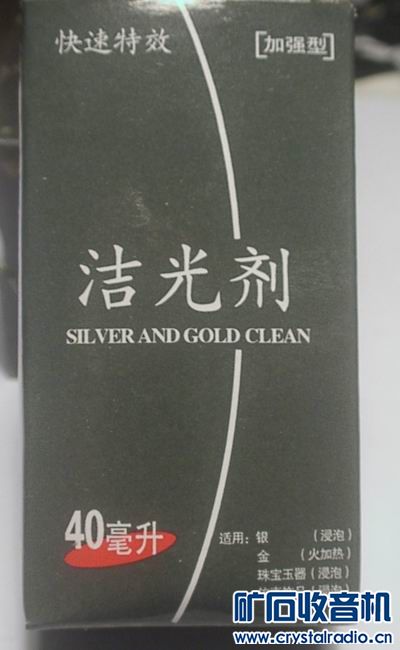 快速特效 [加强型]
洁光剂
SILVER AND GOLD CLEAN
40毫升
适用：银 （浸泡）
金 （火加热）
珠宝玉器（浸泡）
矿石收音机
www.crystalradio.cn